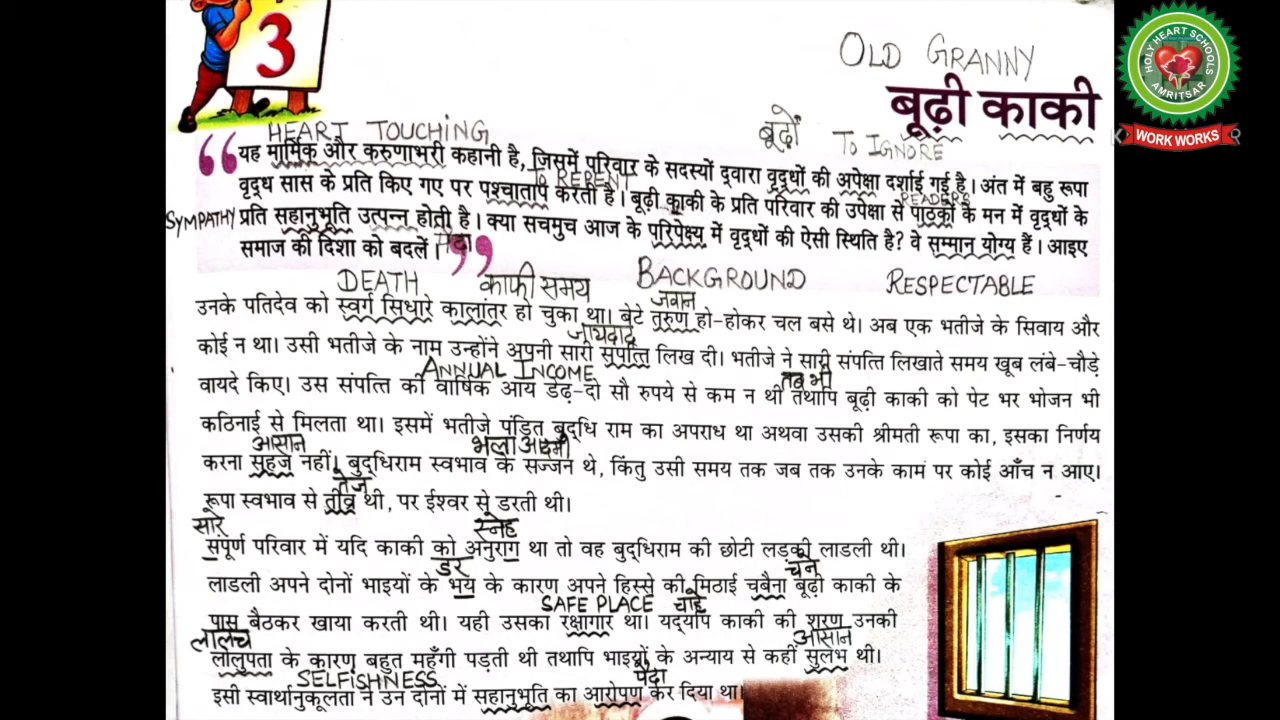 3
OLD GRANNY
HOLY HEART SCHOOLS
AMRITSAR
WORK WORKS
बूढ़ी काकी
HEART TOUCHING
बूढ़ों
TO IGNORE
“यह मार्मिक और करुणाभरी कहानी है, जिसमें परिवार के सदस्यों द्वारा वृद्धों की अपेक्षा दर्शाई गई है। अंत में बहु रूपा
TO REPENT
वृद्ध सास के प्रति किए गए पर पश्चाताप करती है। बूढ़ी काकी के प्रति परिवार की उपेक्षा से पाठकों के मन में वृद्धों के
READERS
SYMPATHY
प्रति सहानुभूति उत्पन्न होती है। क्या सचमुच आज के परिपेक्ष्य में वृद्धों की ऐसी स्थिति है? वे सम्मान योग्य हैं। आइए
पैदा
समाज की दिशा को बदलें।”
DEATH
काफी समय
BACKGROUND
RESPECTABLE
जवान
उनके पतिदेव को स्वर्ग सिधारे कालांतर हो चुका था। बेटे तरुण हो-होकर चल बसे थे। अब एक भतीजे के सिवाय और
जायदाद
कोई न था। उसी भतीजे के नाम उन्होंने अपनी सारी संपत्ति लिख दी। भतीजे ने सारी संपत्ति लिखाते समय खूब लंबे-चौड़े
ANNUAL INCOME
तब भी
वायदे किए। उस संपत्ति की वार्षिक आय डेढ़-दो सौ रुपये से कम न थी तथापि बूढ़ी काकी को पेट भर भोजन भी
कठिनाई से मिलता था। इसमें भतीजे पंडित बुद्धि राम का अपराध था अथवा उसकी श्रीमती रूपा का, इसका निर्णय
आसान
भला आदमी
करना सहज नहीं। बुद्धिराम स्वभाव के सज्जन थे, किंतु उसी समय तक जब तक उनके काम पर कोई आँच न आए।
तेज
रूपा स्वभाव से तीव्र थी, पर ईश्वर से डरती थी।
सारे
स्नेह
संपूर्ण परिवार में यदि काकी को अनुराग था तो वह बुद्धिराम की छोटी लड़की लाडली थी।
डर
चने
लाडली अपने दोनों भाइयों के भय के कारण अपने हिस्से की मिठाई चबैना बूढ़ी काकी के
SAFE PLACE
चाहे
पास बैठकर खाया करती थी। यही उसका रक्षागार था। यद्यपि काकी की शरण उनकी
लालच
आसान
लोलुपता के कारण बहुत महँगी पड़ती थी तथापि भाइयों के अन्याय से कहीं सुलभ थी।
SELFISHNESS
पैदा
इसी स्वार्थानुकूलता ने उन दोनों में सहानुभूति का आरोपण कर दिया था।